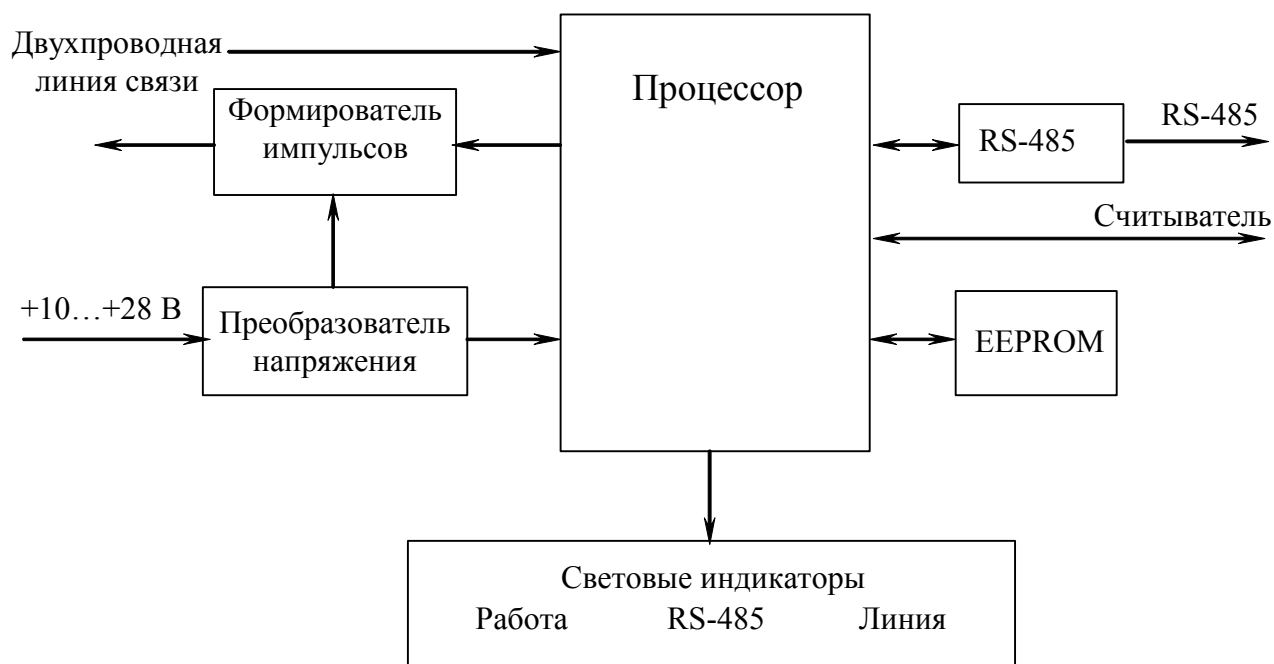 Двухпроводная
линия связи
Формирователь
импульсов
Процессор
RS-485
RS-485
Считыватель
+10…+28 В
Преобразователь
напряжения
EEPROM
Световые индикаторы
Работа RS-485 Линия